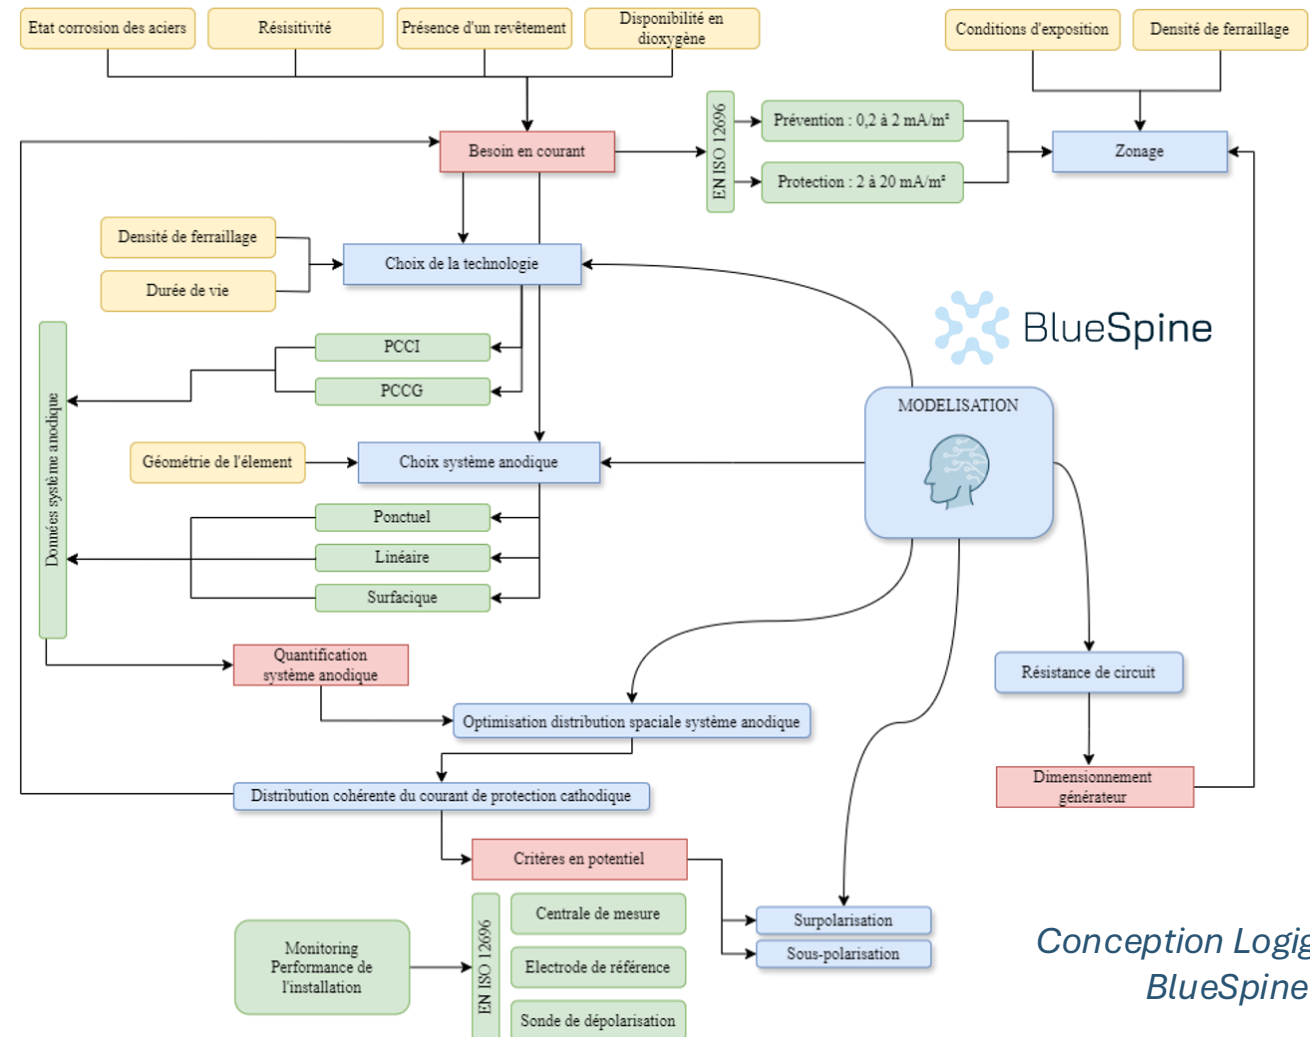 Etat corrosion des aciers
Résisitivité
Présence d'un revêtement
Disponibilité en
dioxygène
Conditions d'exposition
Densité de ferraillage
Besoin en courant
EN ISO 12696
Prévention : 0,2 à 2 mA/m²
Protection : 2 à 20 mA/m²
Zonage
Densité de ferraillage
Durée de vie
Choix de la technologie
BlueSpine
PCCI
PCCG
MODELISATION
Données système anodique
Géométrie de l'élement
Choix système anodique
Ponctuel
Linéaire
Surfacique
Quantification
système anodique
Résistance de circuit
Optimisation distribution spaciale système anodique
Dimensionnement
générateur
Distribution cohérente du courant de protection cathodique
Critères en potentiel
Surpolarisation
Sous-polarisation
Monitoring
Performance de
l'installation
EN ISO 12696
Centrale de mesure
Electrode de référence
Sonde de dépolarisation
Conception Logig
BlueSpine